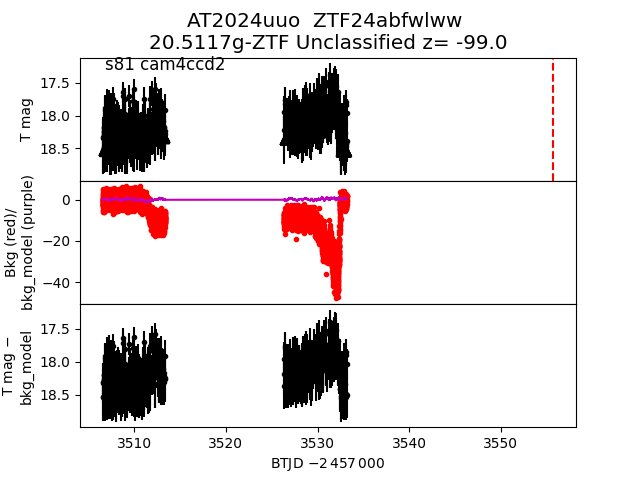 AT2024uuo  ZTF24abfwlww
20.5117g-ZTF Unclassified z= -99.0
s81 cam4ccd2
17.5
18.0
18.5
T mag
0
−20
−40
Bkg (red)/
bkg_model (purple)
17.5
18.0
18.5
T mag −
bkg_model
3510
3520
3530
3540
3550
BTJD −2 457 000